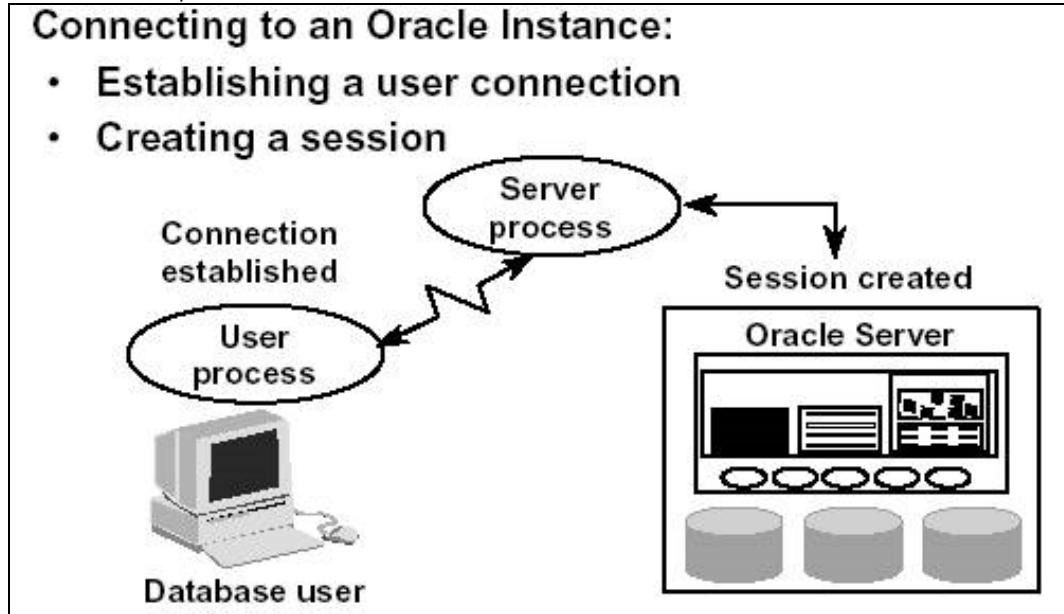 Connecting to an Oracle Instance:
• Establishing a user connection
• Creating a session
Server
process
Connection
established
Session created
User
process
Oracle Server
Database user